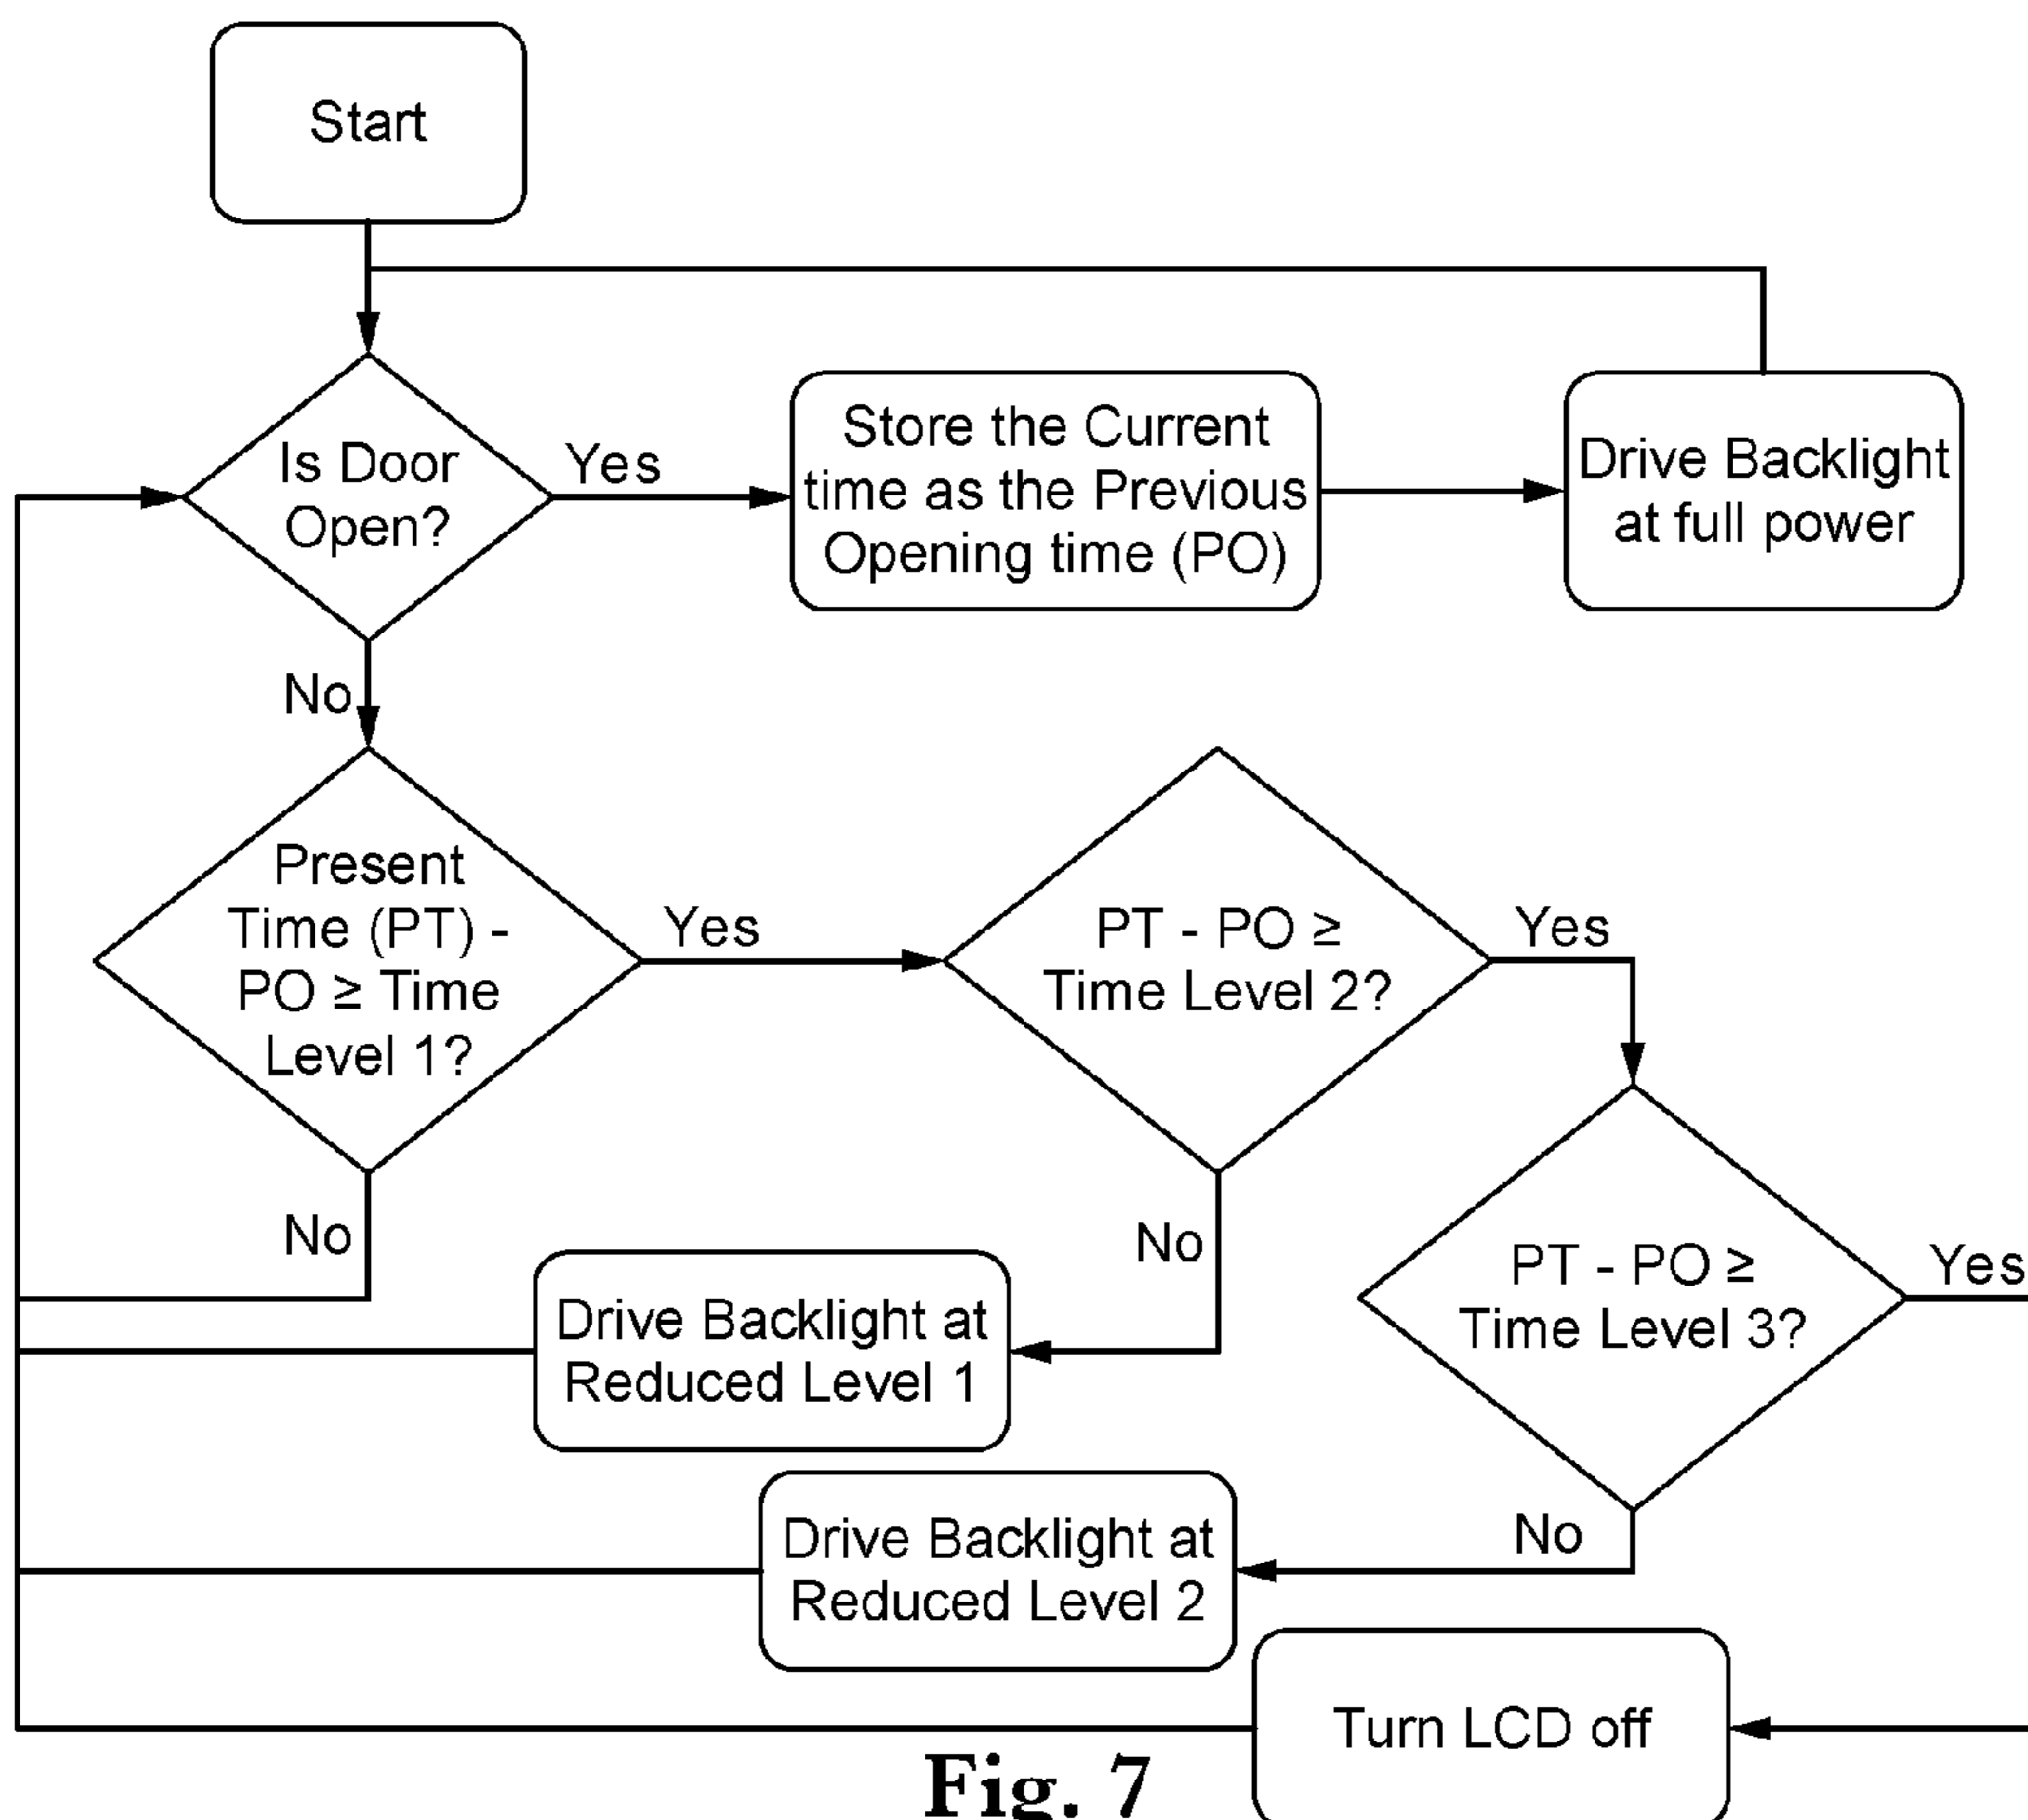 Start
Is Door
Open?
Yes
Store the Current
time as the Previous
Opening time (PO)
Drive Backlight
at full power
No
Present
Time (PT) -
PO ≥ Time
Level 1?
Yes
PT - PO ≥
Time Level 2?
Yes
No
No
PT - PO ≥
Time Level 3?
Yes
Drive Backlight at
Reduced Level 1
No
Drive Backlight at
Reduced Level 2
Turn LCD off
Fig. 7